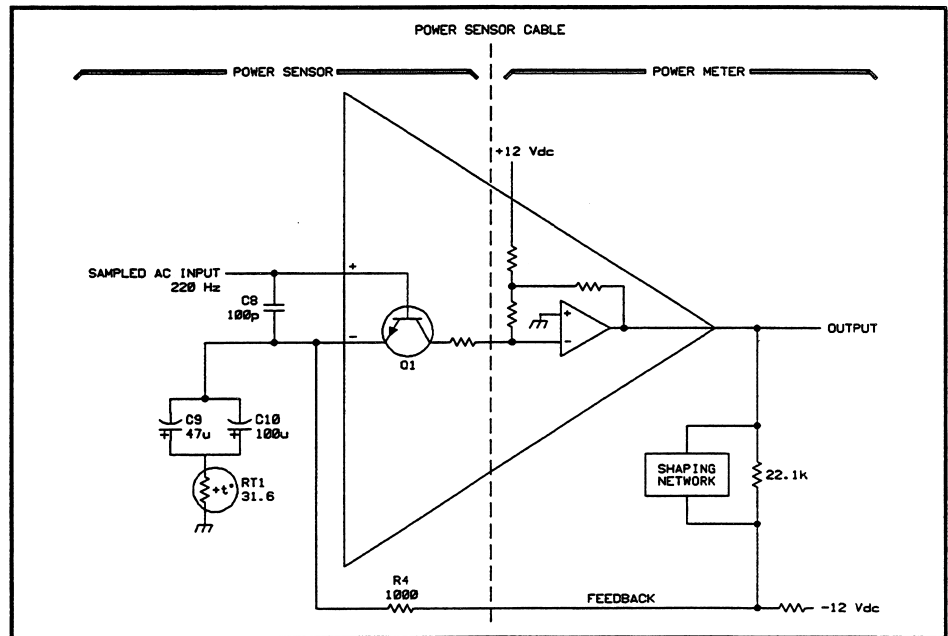 POWER SENSOR CABLE
POWER SENSOR
POWER METER
+12 Vdc
SAMPLED AC INPUT
220 Hz
C8
100p
+
-
Q1
+
-
OUTPUT
C9
47u
+
C10
100u
+
+t°
RT1
31.6
SHAPING
NETWORK
22.1k
R4
1000
FEEDBACK
-12 Vdc